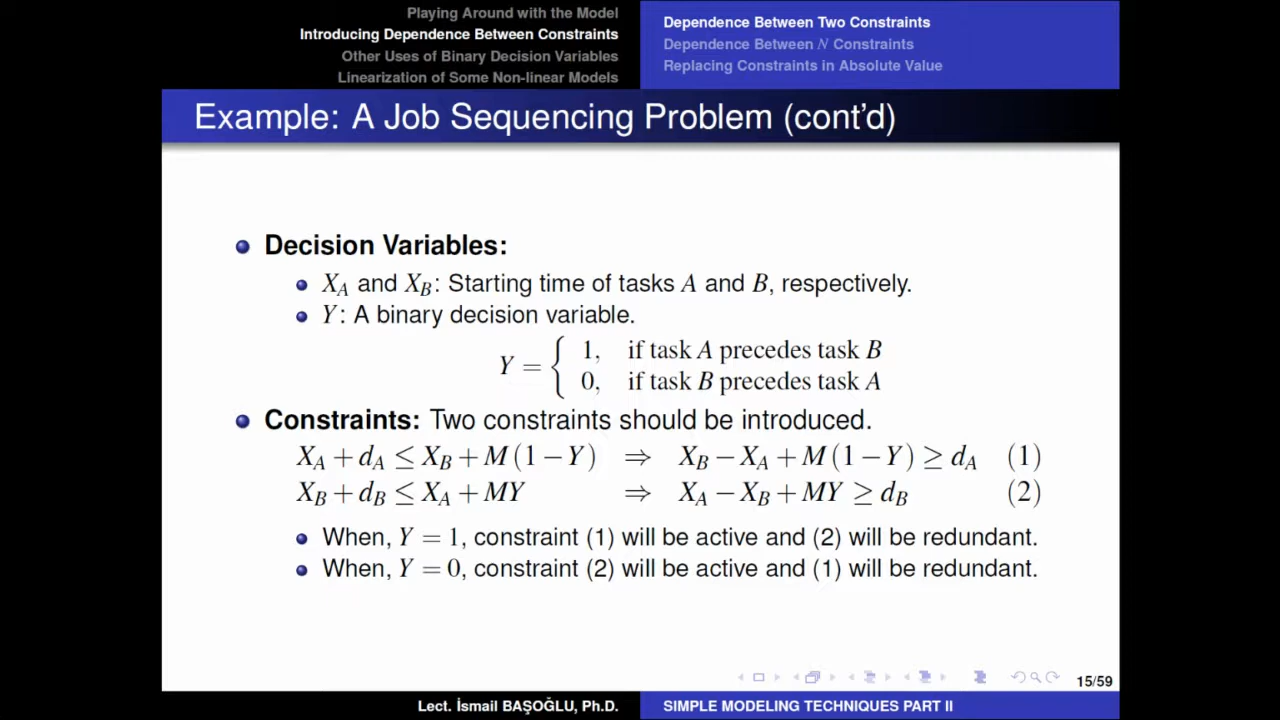 Playing Around with the Model
Introducing Dependence Between Constraints
Other Uses of Binary Decision Variables
Linearization of Some Non-linear Models
Dependence Between Two Constraints
Dependence Between N Constraints
Replacing Constraints in Absolute Value
Example: A Job Sequencing Problem (cont'd)
Decision Variables:
X_A and X_B: Starting time of tasks A and B, respectively.
Y: A binary decision variable.
Y = { 1, if task A precedes task B
0, if task B precedes task A
Constraints: Two constraints should be introduced.
X_A + d_A ≤ X_B + M(1 − Y) ⇒ X_B − X_A + M(1 − Y) ≥ d_A (1)
X_B + d_B ≤ X_A + MY ⇒ X_A − X_B + MY ≥ d_B (2)
When, Y = 1, constraint (1) will be active and (2) will be redundant.
When, Y = 0, constraint (2) will be active and (1) will be redundant.
15/59
Lect. İsmail BAŞOĞLU, Ph.D.
SIMPLE MODELING TECHNIQUES PART II